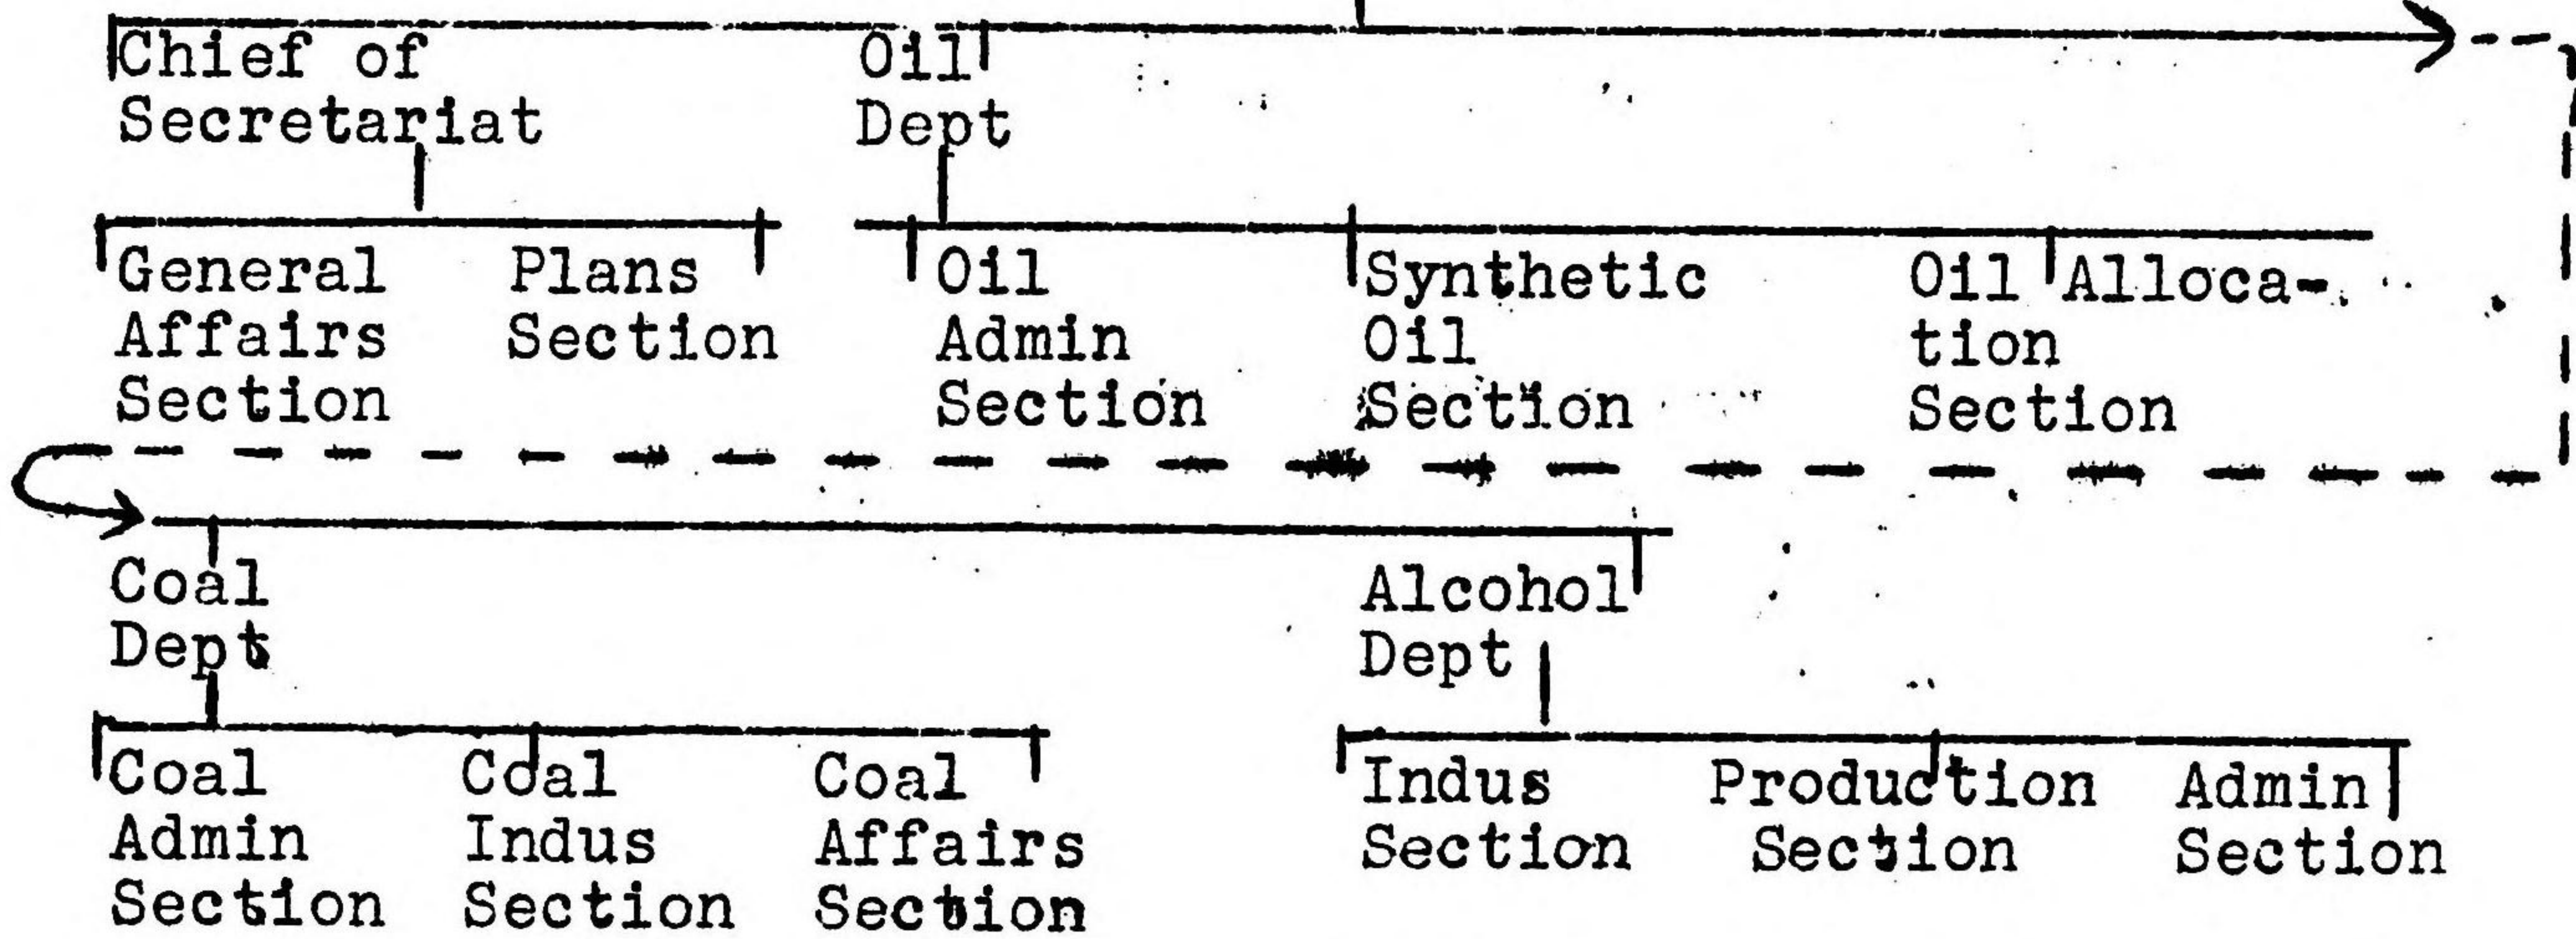 Chief of
Secretariat
Oil
Dept
General
Affairs
Section
Plans
Section
Oil
Admin
Section
Synthetic
Oil
Section
Oil Alloca-
tion
Section
Coal
Dept
Alcohol
Dept
Coal
Admin
Section
Coal
Indus
Section
Coal
Affairs
Section
Indus
Section
Production
Section
Admin
Section